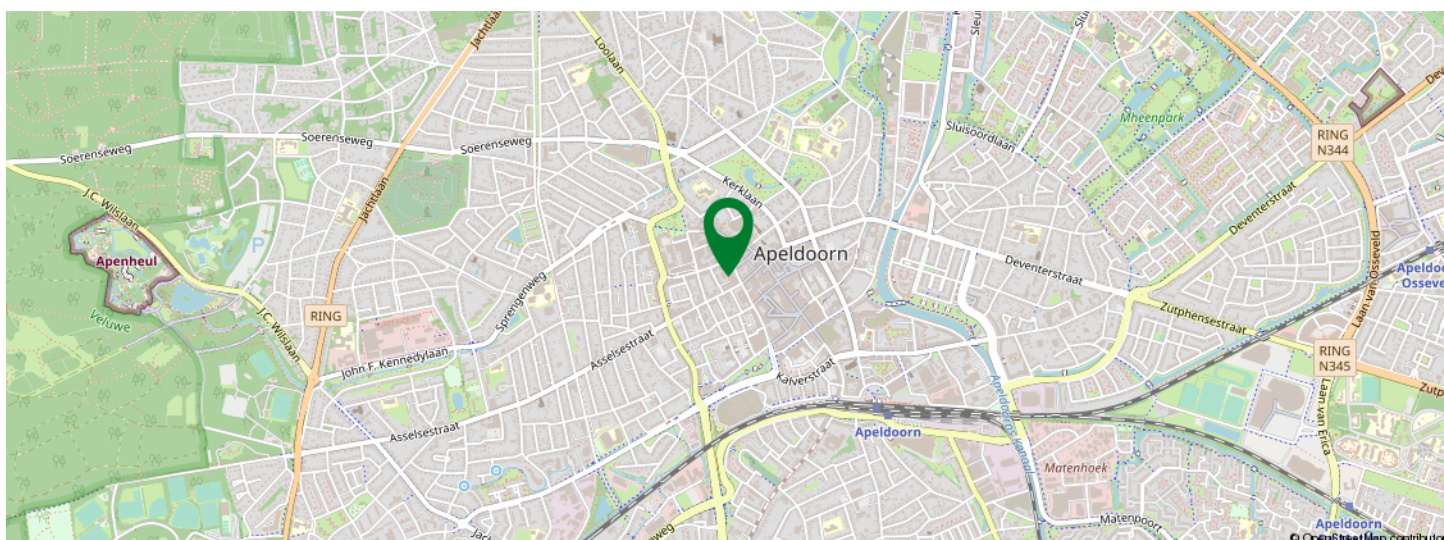 Jachtlaan
Loolaan
Soerenseweg
Soerenseweg
Soerenseweg
Sluisoordlaan
Mheenpark
RING
N344
J.C. Wilslaan
Jachtlaan
Kerklaan
Deventerstraat
Apenheul
P
Apeldoorn
Deventerstraat
Laan van Osseveld
Veluwe
J.C. Wilslaan
RING
Sprengenweg
Zutphensestraat
John F. Kennedylaan
Asselsestraat
Kalverstraat
RING
N345
Asselsestraat
Apeldoorn
Apeldoorns Kanaal
Matenhoek
Laan van Erica
Matenpoort
Apeldoorn